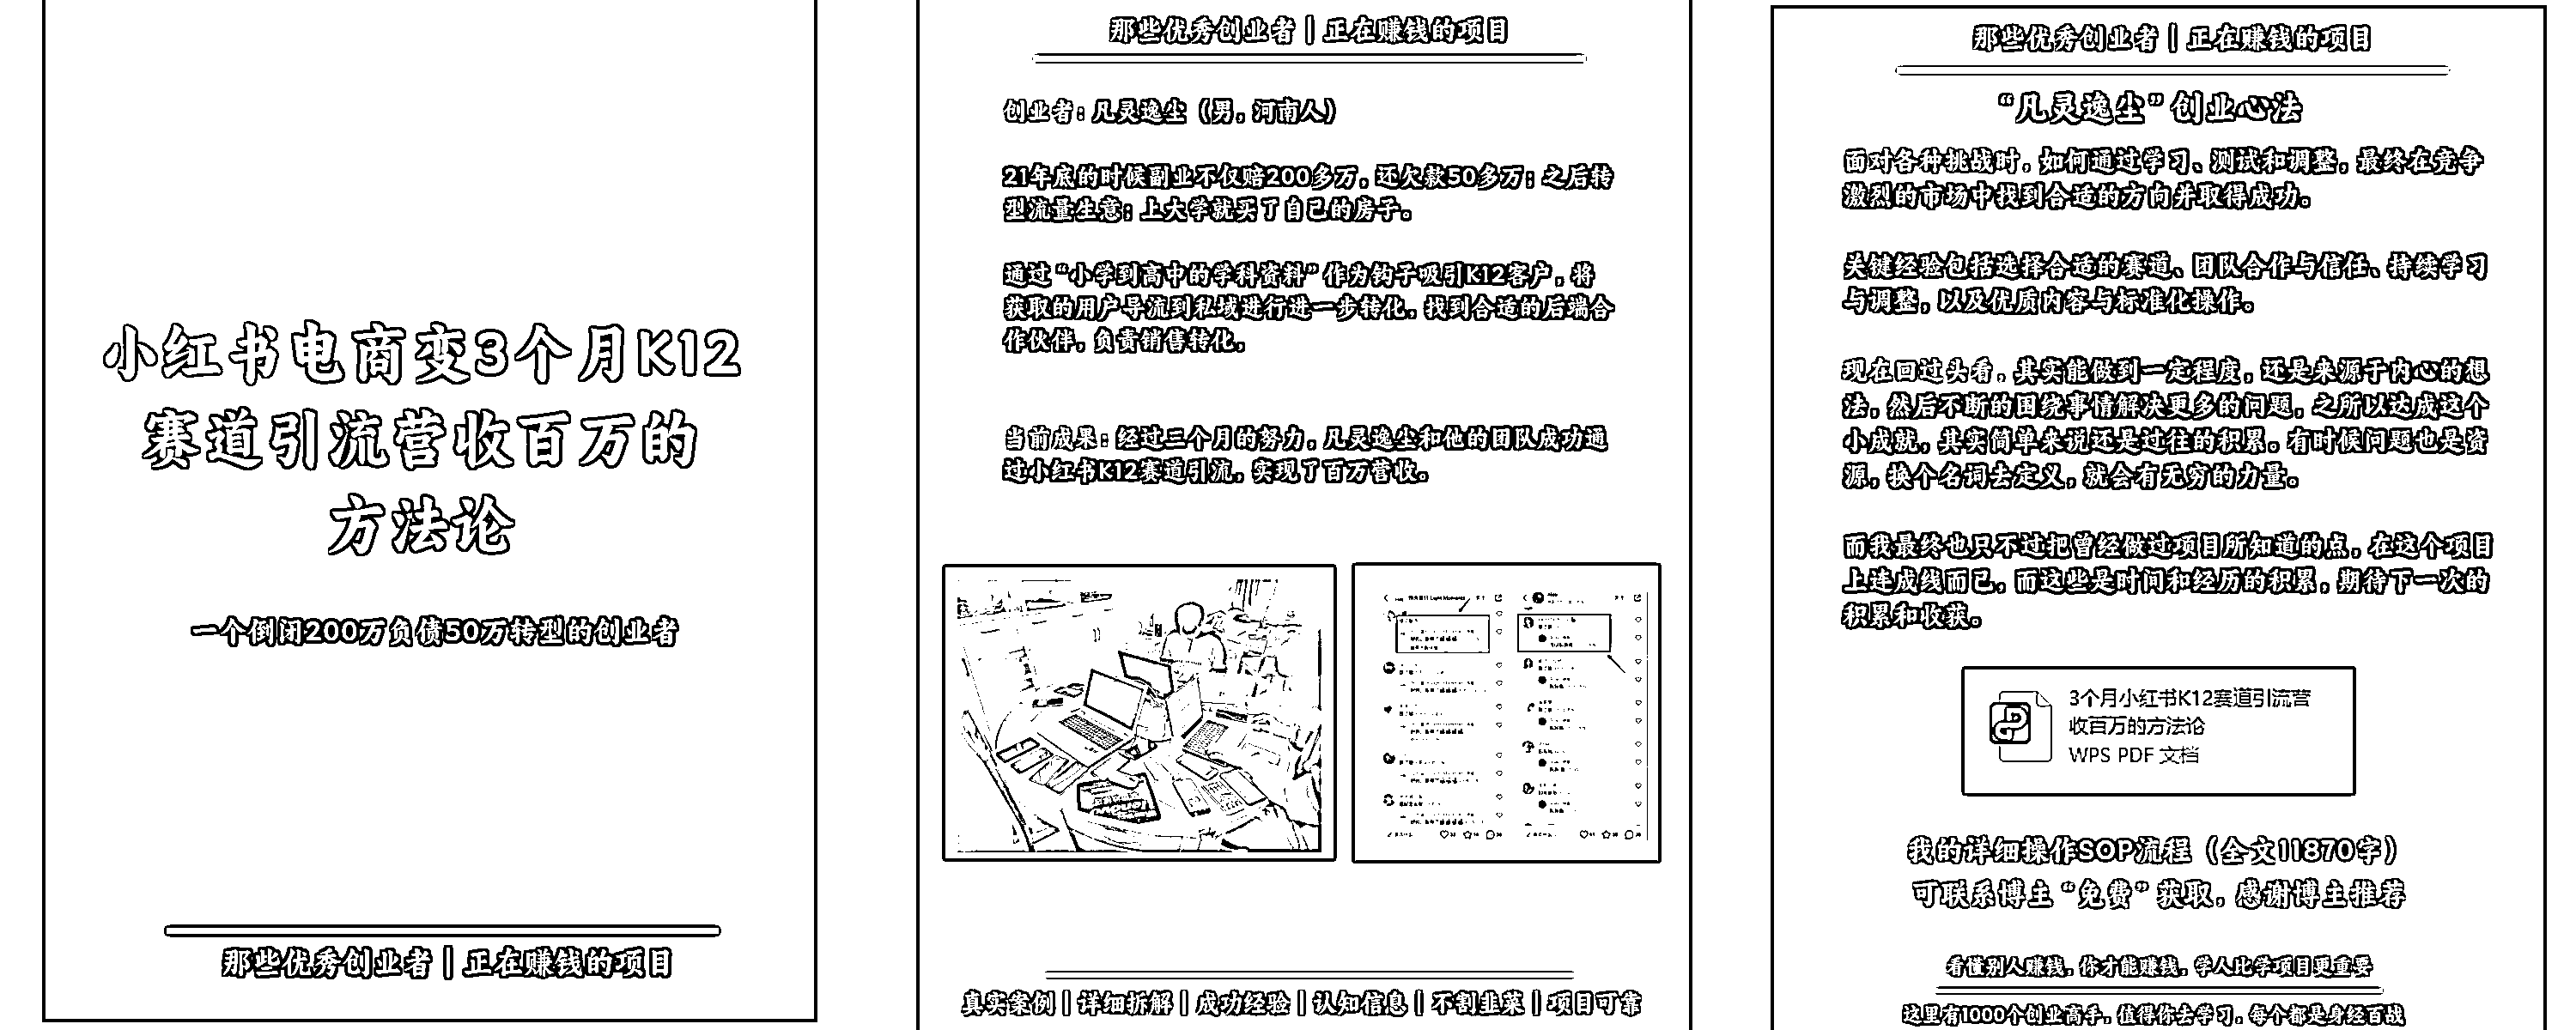 小红书电商变3个月K12
赛道引流营收百万的
方法论
一个倒闭200万负债50万转型的创业者
那些优秀创业者 | 正在赚钱的项目
那些优秀创业者 | 正在赚钱的项目
创业者：凡灵逸尘（男，河南人）
21年底的时候副业不仅赔200多万，还欠款50多万；之后转
型流量生意；上大学就买了自己的房子。
通过“小学到高中的学科资料”作为钩子吸引K12客户，将
获取的用户导流到私域进行进一步转化，找到合适的后端合
作伙伴，负责销售转化。
当前成果：经过三个月的努力，凡灵逸尘和他的团队成功通
过小红书K12赛道引流，实现了百万营收。
真实案例 | 详细拆解 | 成功经验 | 认知信息 | 不割韭菜 | 项目可靠
那些优秀创业者 | 正在赚钱的项目
“凡灵逸尘”创业心法
面对各种挑战时，如何通过学习、测试和调整，最终在竞争
激烈的市场中找到合适的方向并取得成功。
关键经验包括选择合适的赛道、团队合作与信任、持续学习
与调整，以及优质内容与标准化操作。
现在回过头看，其实能做到一定程度，还是来源于内心的想
法，然后不断的围绕事情解决更多的问题，之所以达成这个
小成就，其实简单来说还是过往的积累。有时候问题也是资
源，换个名词去定义，就会有无穷的力量。
而我最终也只不过把曾经做过项目所知道的点，在这个项目
上连成线而已，而这些是时间和经历的积累，期待下一次的
积累和收获。
3个月小红书K12赛道引流营
收百万的方法论
WPS PDF 文档
我的详细操作SOP流程（全文11870字）
可联系博主“免费”获取，感谢博主推荐
看懂别人赚钱，你才能赚钱，学人比学项目更重要
这里有1000个创业高手，值得你去学习，每个都是身经百战